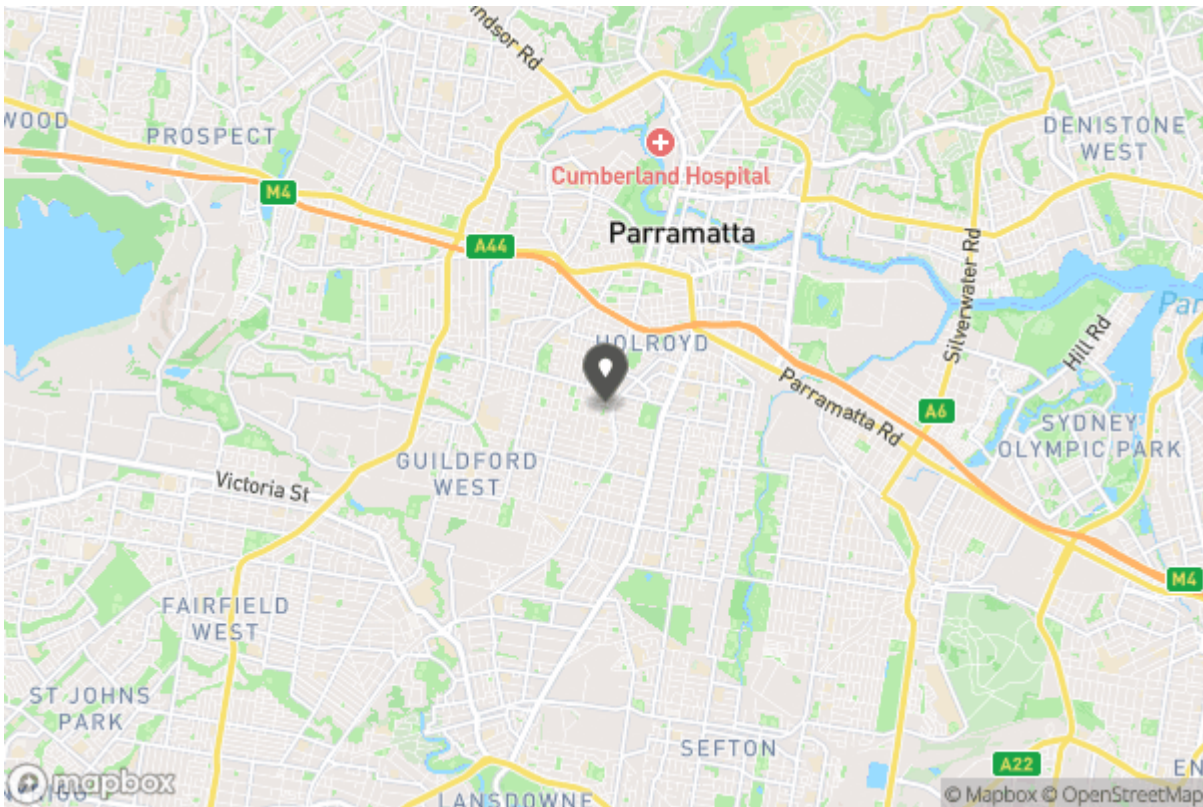 ndsor Rd
WOOD
PROSPECT
DENISTONE
WEST
Cumberland Hospital
M4
Parramatta
A44
Silverwater Rd
Par
Hill Rd
HOLROYD
Parramatta Rd
A6
SYDNEY
OLYMPIC PARK
GUILDFORD
WEST
Victoria St
M4
FAIRFIELD
WEST
ST JOHNS
PARK
SEFTON
A22
EN
mapbox
LANSDOWNE
© Mapbox © OpenStreetMap